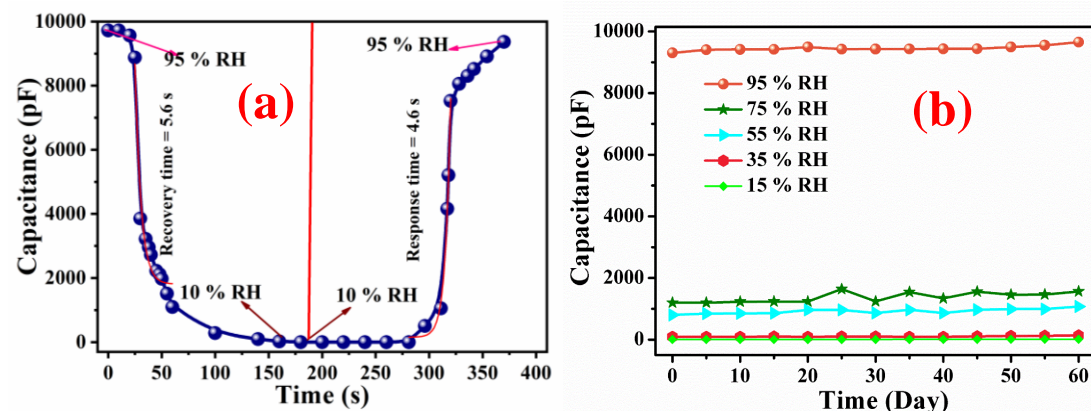 10000
8000
6000
4000
2000
0
Capacitance (pF)
95 % RH
(a)
Recovery time = 5.6 s
10 % RH
95 % RH
Response time = 4.6 s
10 % RH
0 50 100 150 200 250 300 350 400
Time (s)
10000
8000
6000
4000
2000
0
Capacitance (pF)
95 % RH
75 % RH
55 % RH
35 % RH
15 % RH
(b)
0 10 20 30 40 50 60
Time (Day)